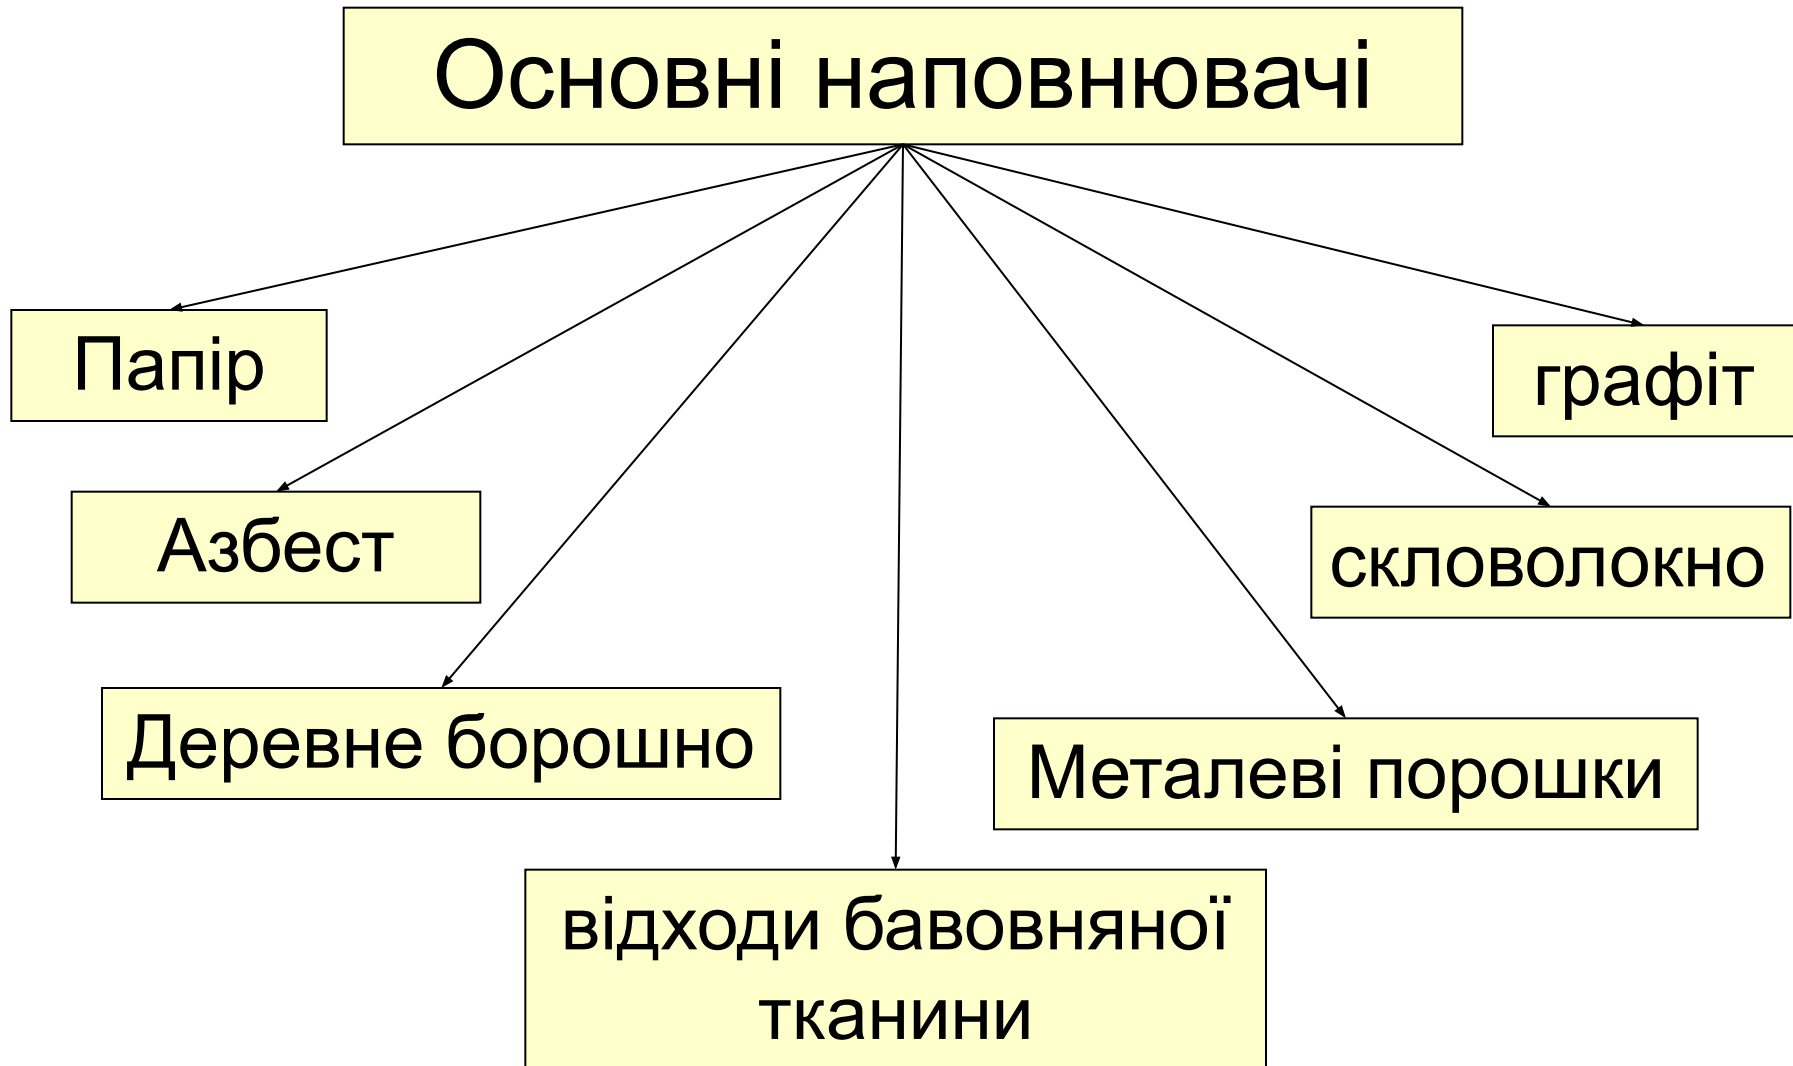 Основні наповнювачі
Папір
графіт
Азбест
скловолокно
Деревне борошно
Металеві порошки
відходи бавовняної
тканини